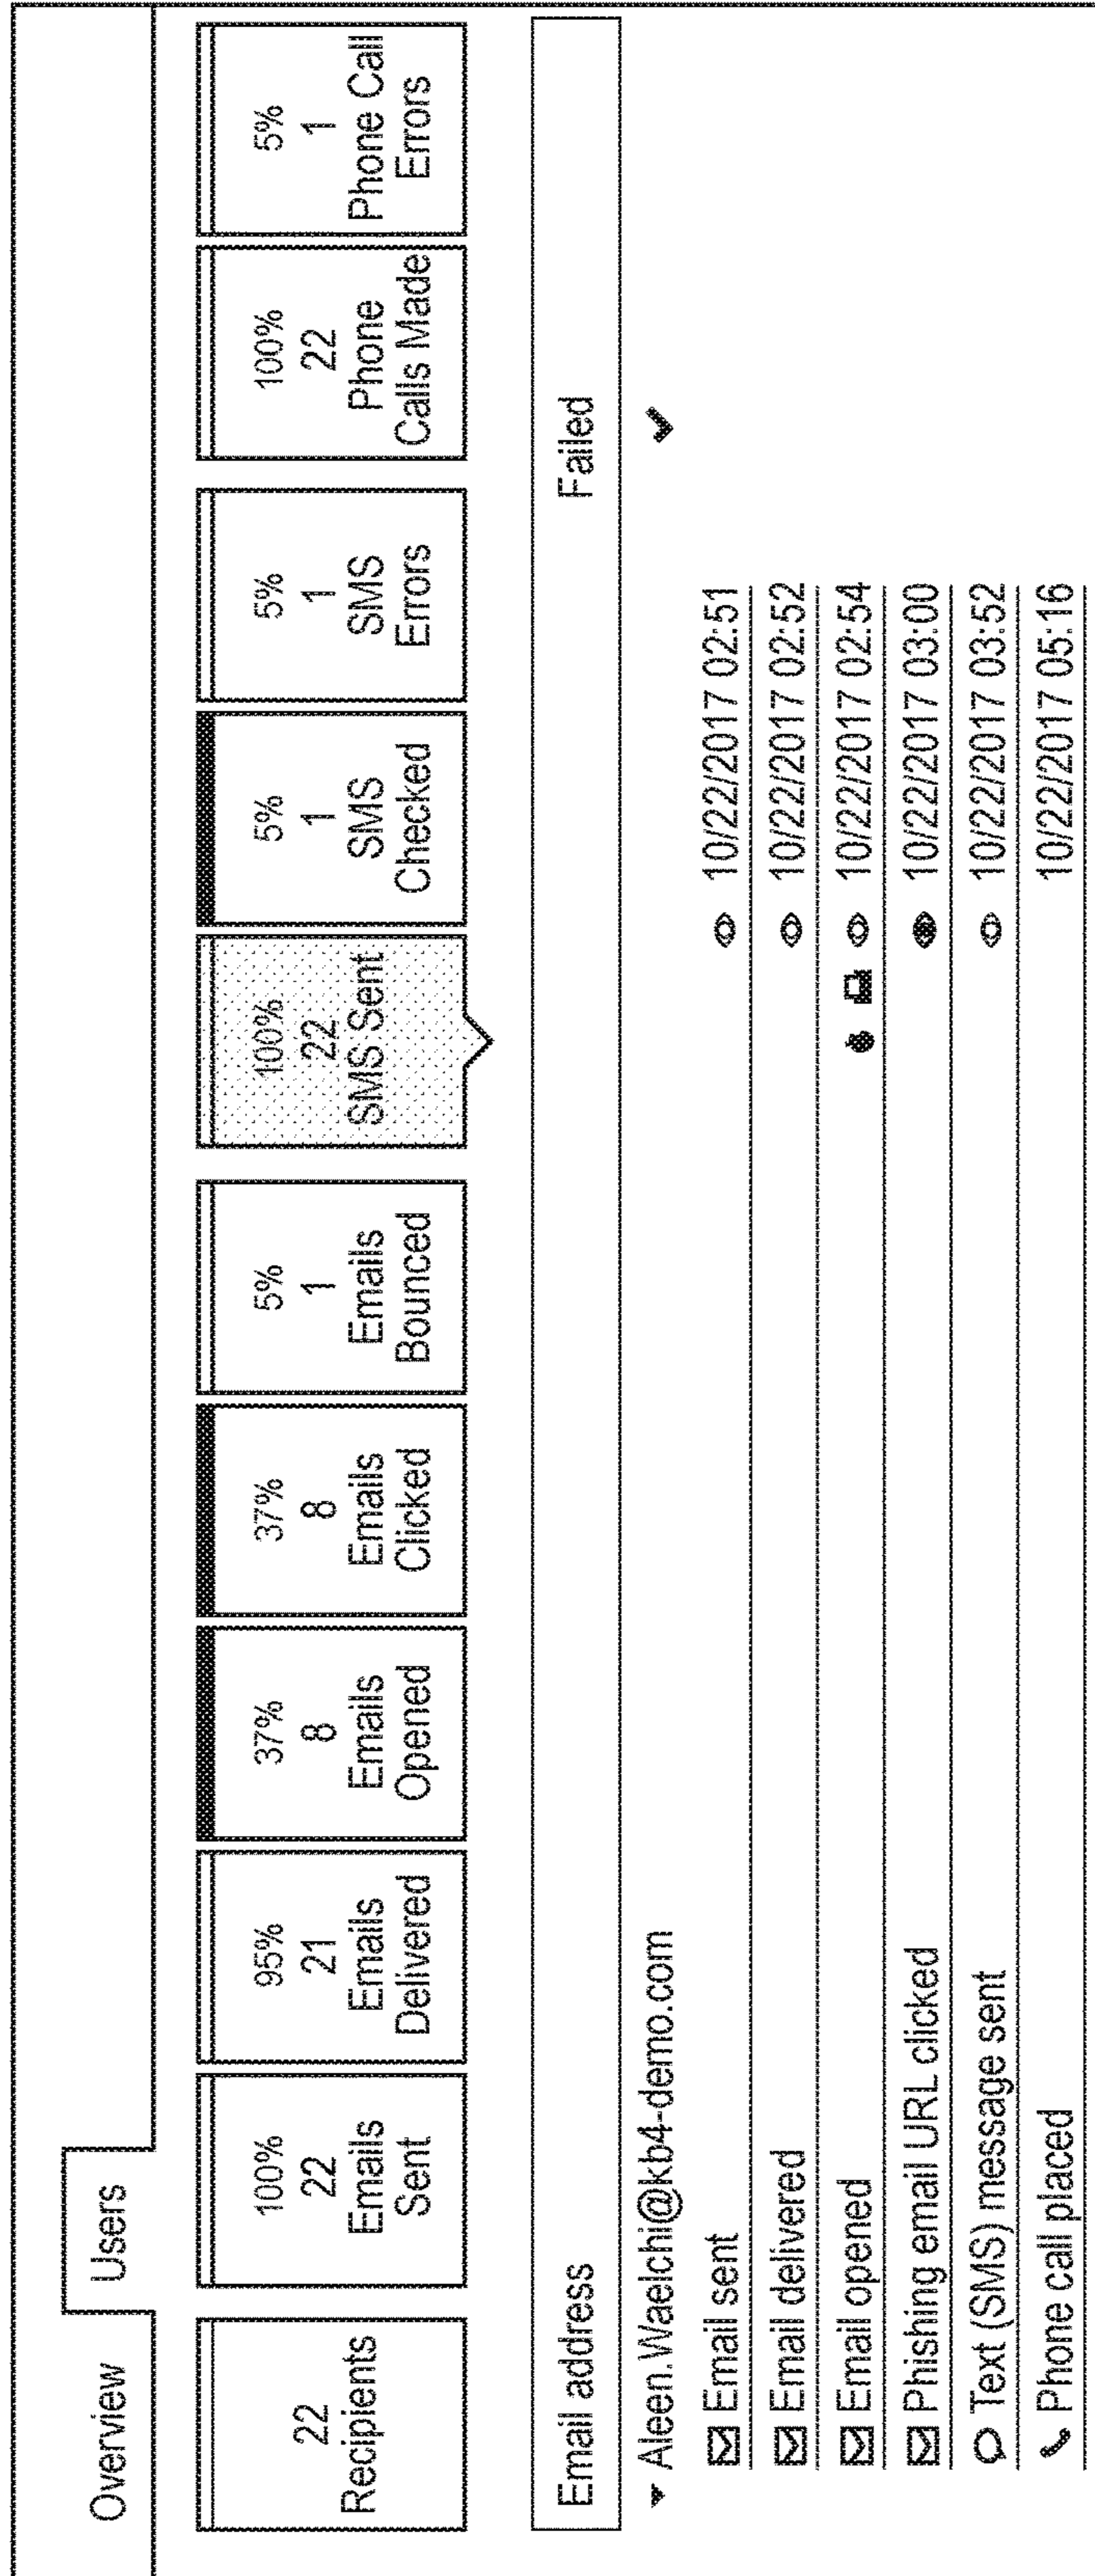 Overview
Users
22
Recipients
100%
22
Emails
Sent
95%
21
Emails
Delivered
37%
8
Emails
Opened
37%
8
Emails
Clicked
5%
1
Emails
Bounced
100%
22
SMS Sent
5%
1
SMS
Checked
5%
1
SMS
Errors
100%
22
Phone
Calls Made
5%
1
Phone Call
Errors
Email address Failed
Aleen.Waelchi@kb4-demo.com
Email sent 10/22/2017 02:51
Email delivered 10/22/2017 02:52
Email opened 10/22/2017 02:54
Phishing email URL clicked 10/22/2017 03:00
Text (SMS) message sent 10/22/2017 03:52
Phone call placed 10/22/2017 05:16